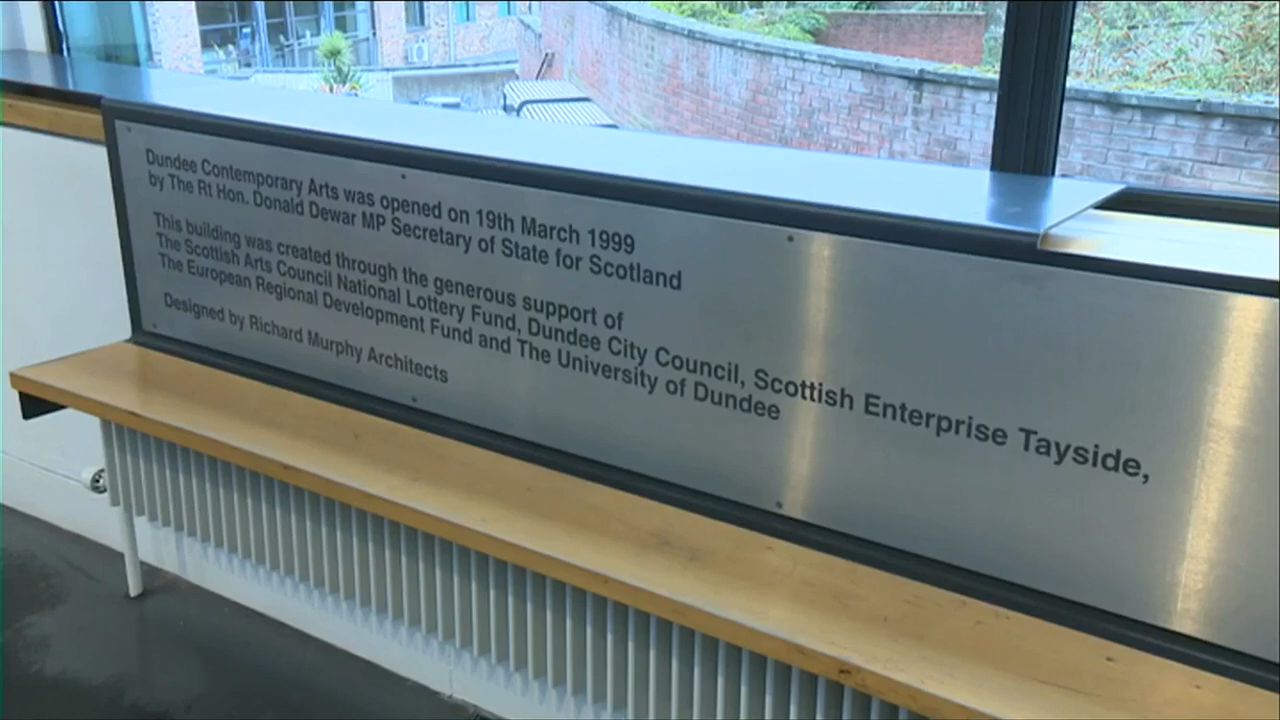 Dundee Contemporary Arts was opened on 19th March 1999
by The Rt Hon. Donald Dewar MP Secretary of State for Scotland
This building was created through the generous support of
The Scottish Arts Council National Lottery Fund, Dundee City Council, Scottish Enterprise Tayside,
The European Regional Development Fund and The University of Dundee
Designed by Richard Murphy Architects